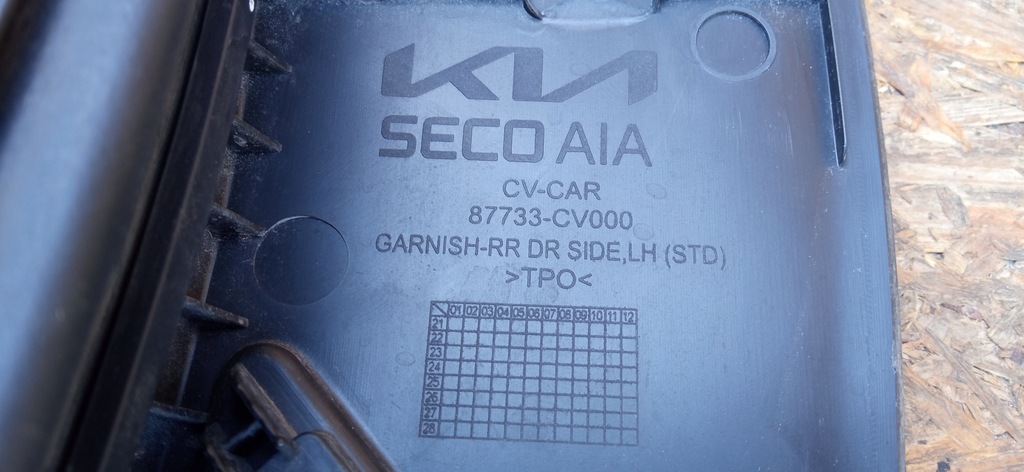 KIA
SECO AIA
CV-CAR
87733-CV000
GARNISH-RR DR SIDE,LH (STD)
>TPO<
01 02 03 04 05 06 07 08 09 10 11 12
21
22
23
24
25
26
27
28